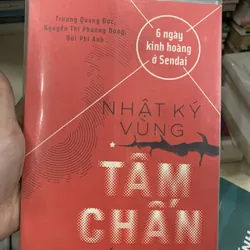 Trương Quang Đức,
Nguyễn Thị Phương Dung,
Bùi Phi Anh
6 ngày
kinh hoàng
ở Sendai
NHẬT KÝ
VÙNG
TÂM
CHẤN